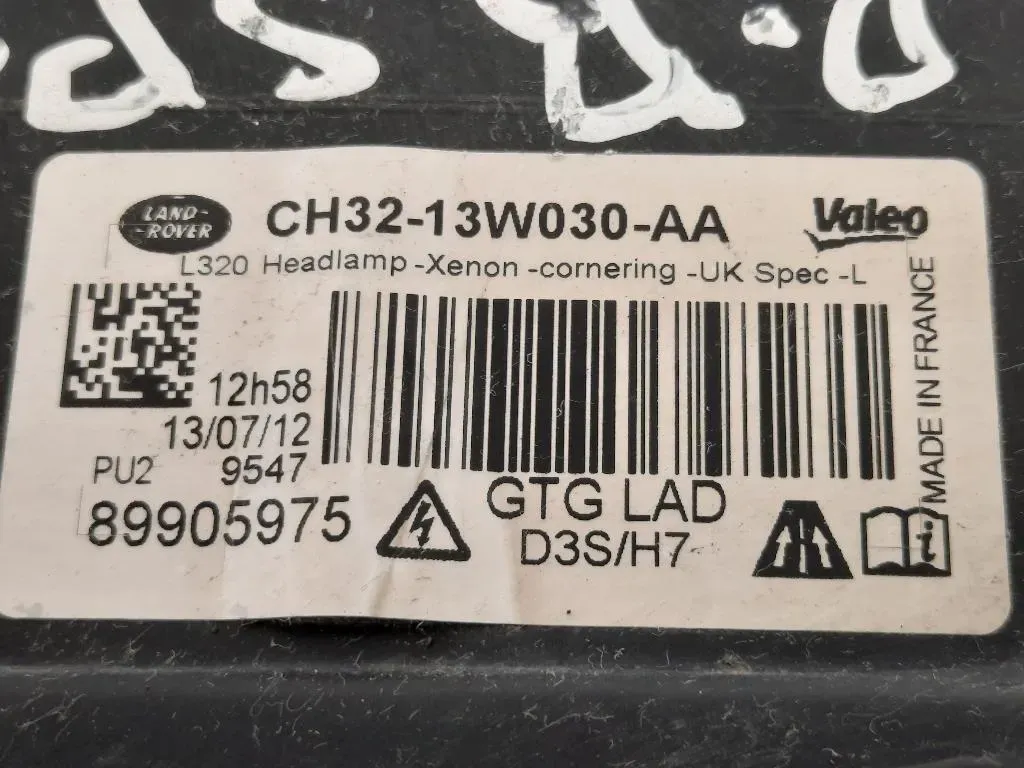 LAND-
-ROVER
CH32-13W030-AA
Valeo
L320 Headlamp -Xenon -cornering -UK Spec -L
12h58
13/07/12
PU2 9547
89905975
GTG LAD
D3S/H7
MADE IN FRANCE